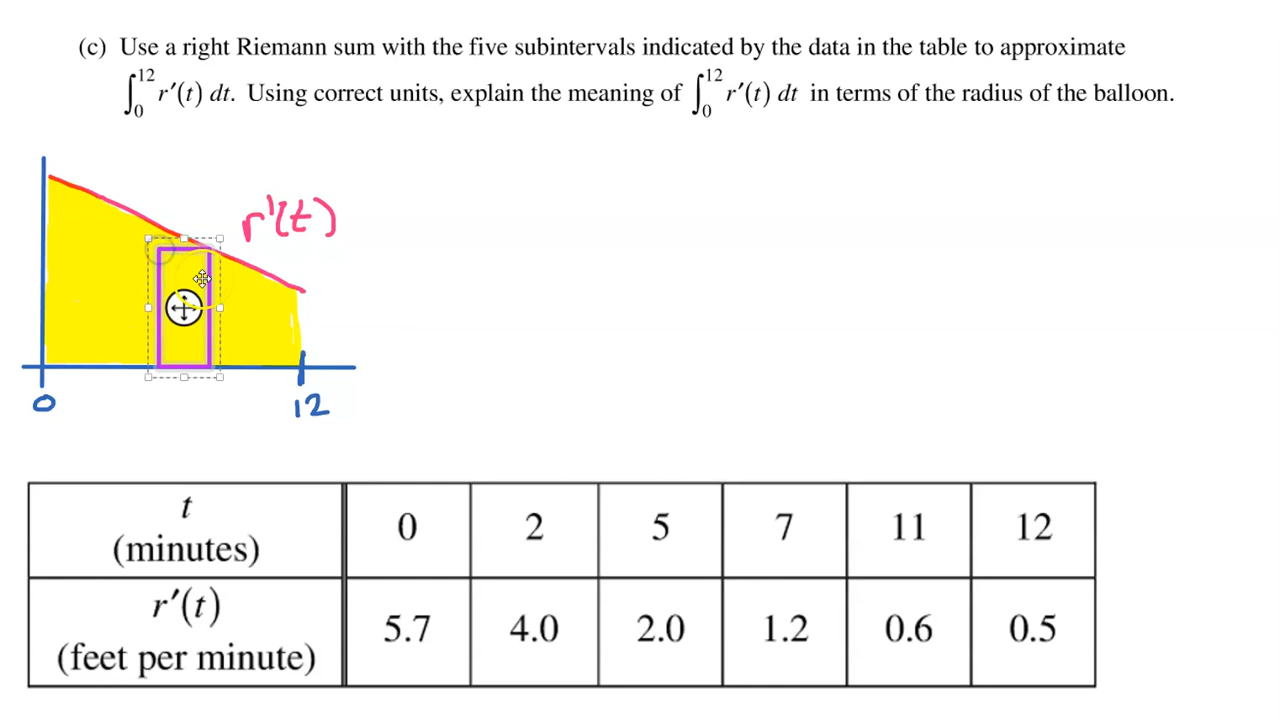 (c) Use a right Riemann sum with the five subintervals indicated by the data in the table to approximate
∫₀¹² r′(t) dt. Using correct units, explain the meaning of ∫₀¹² r′(t) dt in terms of the radius of the balloon.
r'(t)
0 12
t (minutes) 0 2 5 7 11 12
r′(t) (feet per minute) 5.7 4.0 2.0 1.2 0.6 0.5